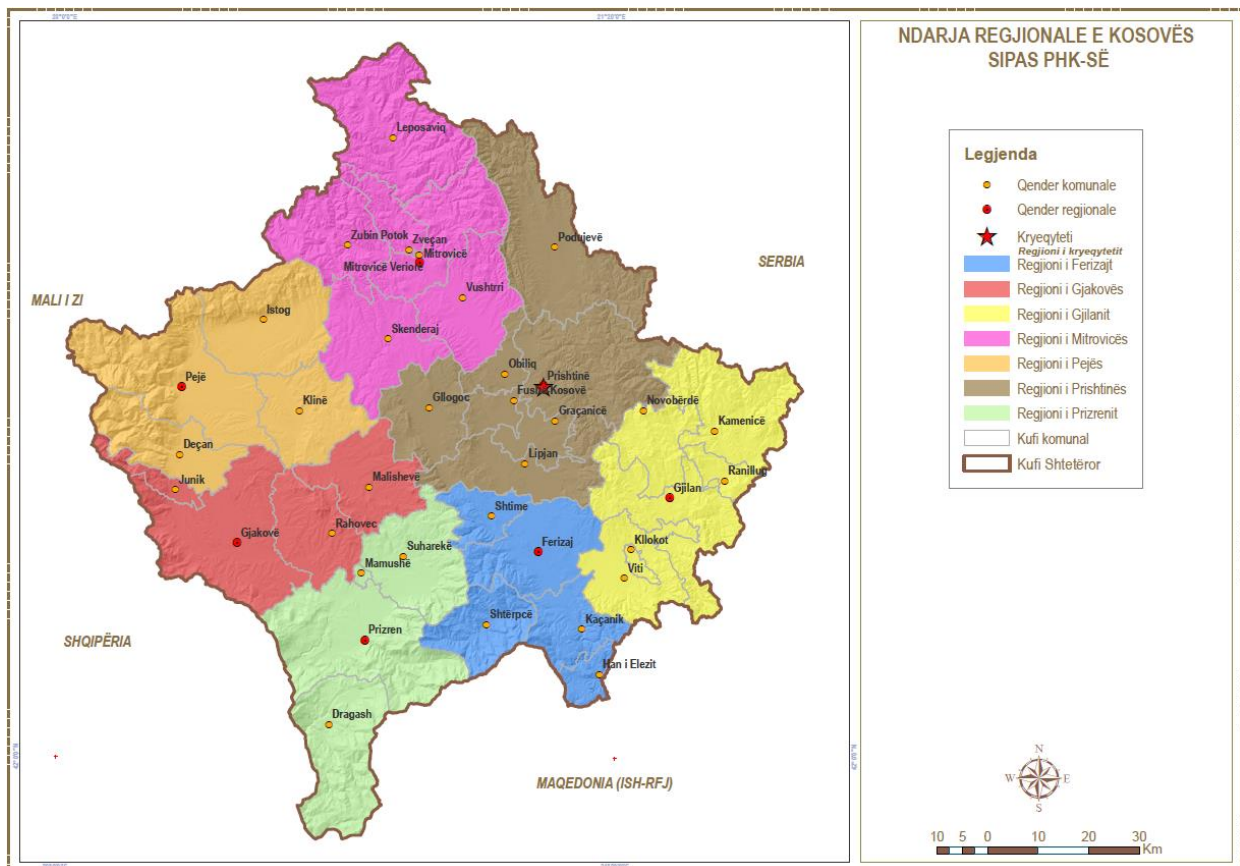 NDARJA REGJIONALE E KOSOVËS
SIPAS PHK-SË
Legjenda
Qender komunale
Qender regjionale
Kryeqyteti
Regjioni i kryeqytetit
Regjioni i Ferizajt
Regjioni i Gjakovës
Regjioni i Gjilanit
Regjioni i Mitrovicës
Regjioni i Pejës
Regjioni i Prishtinës
Regjioni i Prizrenit
Kufi komunal
Kufi Shtetëror
Leposaviq
Zubin Potok
Zveçan
Mitrovicë
Mitrovicë Veriore
Podujevë
SERBIA
MALI I ZI
Vushtrri
Istog
Skenderaj
Obiliq
Prishtinë
Pejë
Fushë Kosovë
Klinë
Gllogoc
Graçanicë
Novobërdë
Kamenicë
Deçan
Lipjan
Junik
Malishevë
Ranillug
Gjilan
Shtime
Gjakovë
Rahovec
Ferizaj
Kllokot
Suharekë
Mamushë
Viti
SHQIPËRIA
Prizren
Shtërpcë
Kaçanik
Han i Elezit
Dragash
MAQEDONIA (ISH-RFJ)
N
W E
S
10 5 0 10 20 30
Km